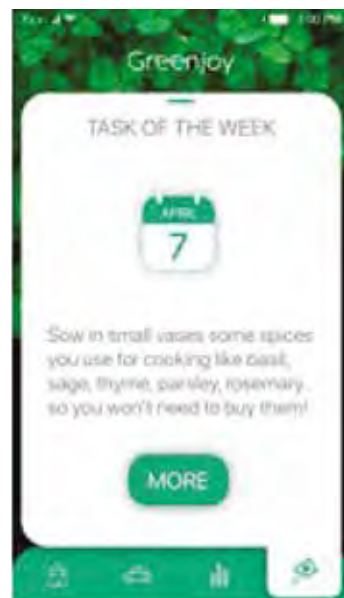 Greenjoy
TASK OF THE WEEK
APRIL
7
Sow in small vases some spices
you use for cooking like basil,
sage, thyme, parsley, rosemary
so you won't need to buy them!
MORE